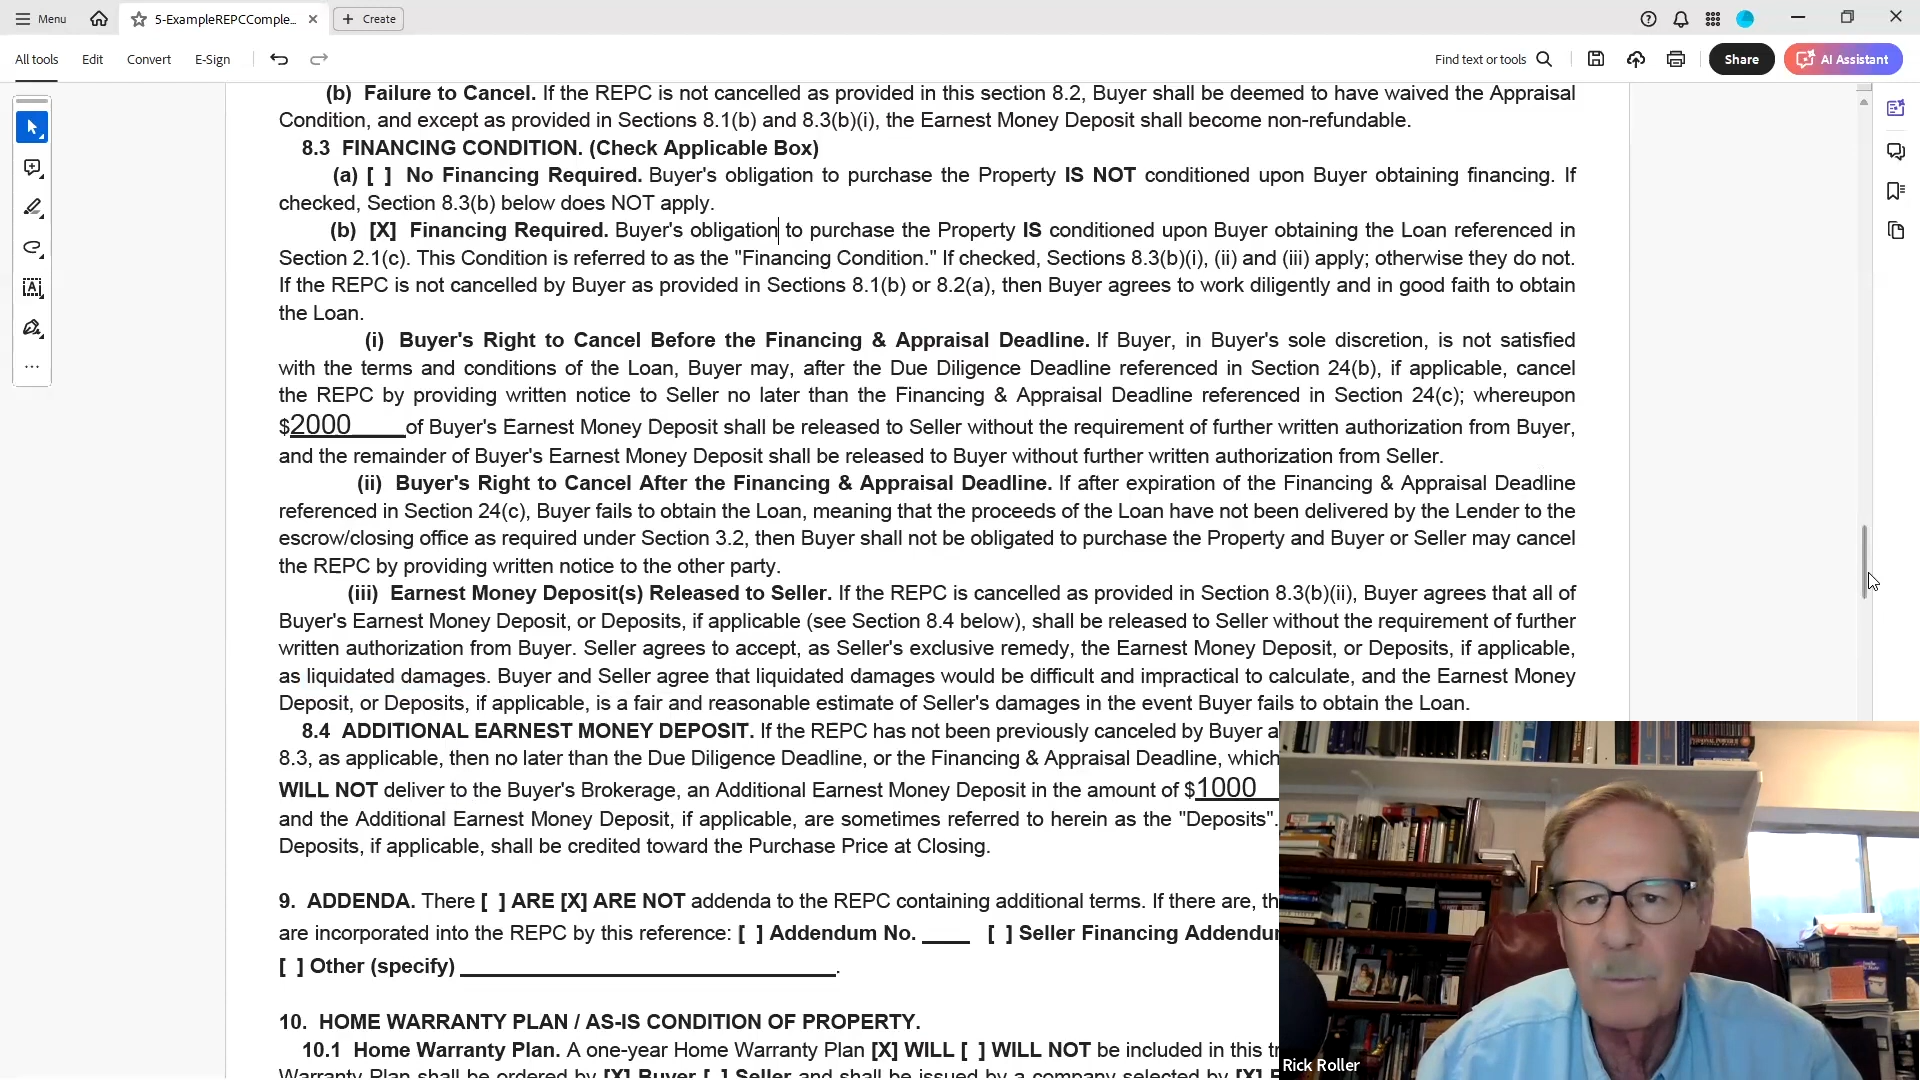 Menu
5-ExampleREPCComple...
Create
All tools Edit Convert E-Sign
Find text or tools
Share
AI Assistant
(b) Failure to Cancel. If the REPC is not cancelled as provided in this section 8.2, Buyer shall be deemed to have waived the Appraisal
Condition, and except as provided in Sections 8.1(b) and 8.3(b)(i), the Earnest Money Deposit shall become non-refundable.
8.3 FINANCING CONDITION. (Check Applicable Box)
(a) [ ] No Financing Required. Buyer's obligation to purchase the Property IS NOT conditioned upon Buyer obtaining financing. If
checked, Section 8.3(b) below does NOT apply.
(b) [X] Financing Required. Buyer's obligation to purchase the Property IS conditioned upon Buyer obtaining the Loan referenced in
Section 2.1(c). This Condition is referred to as the "Financing Condition." If checked, Sections 8.3(b)(i), (ii) and (iii) apply; otherwise they do not.
If the REPC is not cancelled by Buyer as provided in Sections 8.1(b) or 8.2(a), then Buyer agrees to work diligently and in good faith to obtain
the Loan.
(i) Buyer's Right to Cancel Before the Financing & Appraisal Deadline. If Buyer, in Buyer's sole discretion, is not satisfied
with the terms and conditions of the Loan, Buyer may, after the Due Diligence Deadline referenced in Section 24(b), if applicable, cancel
the REPC by providing written notice to Seller no later than the Financing & Appraisal Deadline referenced in Section 24(c); whereupon
$2000_____of Buyer's Earnest Money Deposit shall be released to Seller without the requirement of further written authorization from Buyer,
and the remainder of Buyer's Earnest Money Deposit shall be released to Buyer without further written authorization from Seller.
(ii) Buyer's Right to Cancel After the Financing & Appraisal Deadline. If after expiration of the Financing & Appraisal Deadline
referenced in Section 24(c), Buyer fails to obtain the Loan, meaning that the proceeds of the Loan have not been delivered by the Lender to the
escrow/closing office as required under Section 3.2, then Buyer shall not be obligated to purchase the Property and Buyer or Seller may cancel
the REPC by providing written notice to the other party.
(iii) Earnest Money Deposit(s) Released to Seller. If the REPC is cancelled as provided in Section 8.3(b)(ii), Buyer agrees that all of
Buyer's Earnest Money Deposit, or Deposits, if applicable (see Section 8.4 below), shall be released to Seller without the requirement of further
written authorization from Buyer. Seller agrees to accept, as Seller's exclusive remedy, the Earnest Money Deposit, or Deposits, if applicable,
as liquidated damages. Buyer and Seller agree that liquidated damages would be difficult and impractical to calculate, and the Earnest Money
Deposit, or Deposits, if applicable, is a fair and reasonable estimate of Seller's damages in the event Buyer fails to obtain the Loan.
8.4 ADDITIONAL EARNEST MONEY DEPOSIT. If the REPC has not been previously canceled by Buyer a
8.3, as applicable, then no later than the Due Diligence Deadline, or the Financing & Appraisal Deadline, which
WILL NOT deliver to the Buyer's Brokerage, an Additional Earnest Money Deposit in the amount of $1000
and the Additional Earnest Money Deposit, if applicable, are sometimes referred to herein as the "Deposits".
Deposits, if applicable, shall be credited toward the Purchase Price at Closing.
9. ADDENDA. There [ ] ARE [X] ARE NOT addenda to the REPC containing additional terms. If there are, th
are incorporated into the REPC by this reference: [ ] Addendum No. ____ [ ] Seller Financing Addendu
[ ] Other (specify) ______________________________.
10. HOME WARRANTY PLAN / AS-IS CONDITION OF PROPERTY.
10.1 Home Warranty Plan. A one-year Home Warranty Plan [X] WILL [ ] WILL NOT be included in this t
Warranty Plan shall be ordered by [X] Buyer [ ] Seller and shall be issued by a company selected by [X]
Rick Roller